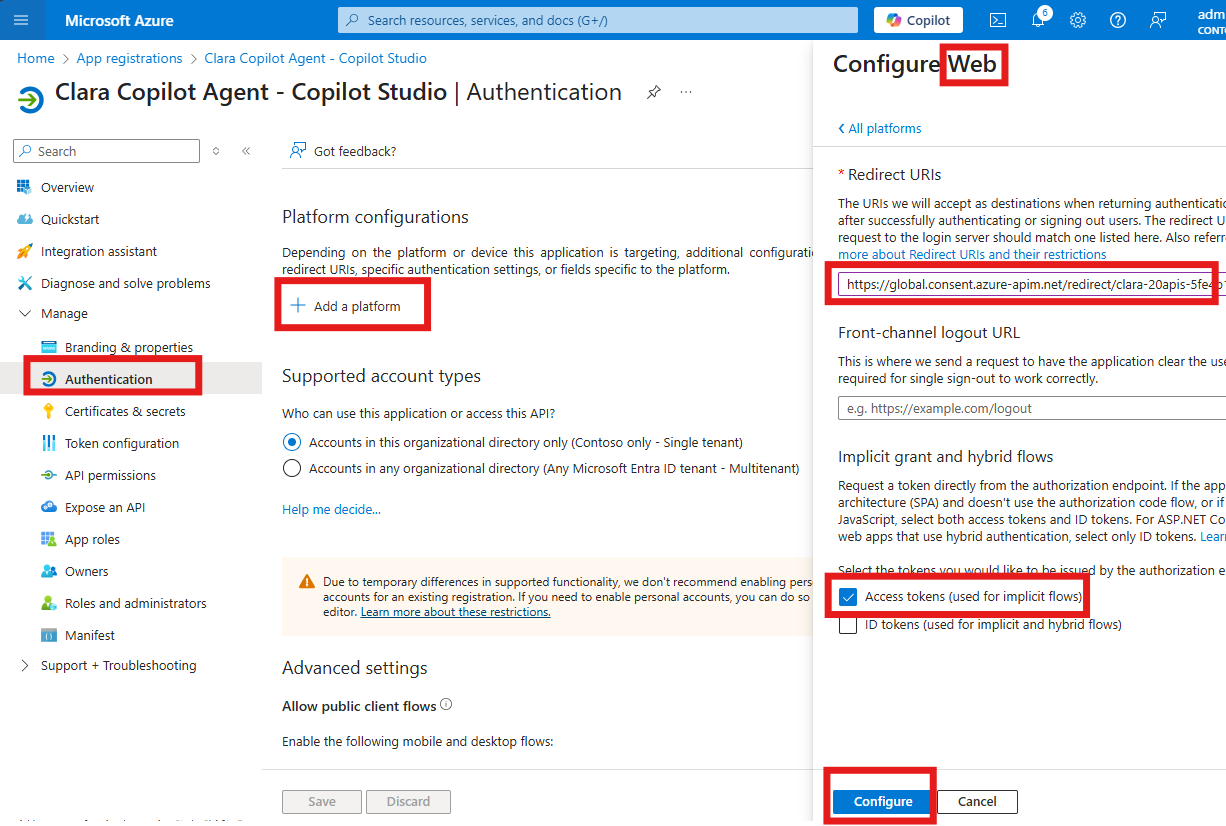 Microsoft Azure
Search resources, services, and docs (G+/)
Copilot
6
adm
CONT
Home > App registrations > Clara Copilot Agent - Copilot Studio
Clara Copilot Agent - Copilot Studio | Authentication
Search
Got feedback?
Overview
Quickstart
Integration assistant
Diagnose and solve problems
Manage
Branding & properties
Authentication
Certificates & secrets
Token configuration
API permissions
Expose an API
App roles
Owners
Roles and administrators
Manifest
Support + Troubleshooting
Platform configurations
Depending on the platform or device this application is targeting, additional configuratio
redirect URIs, specific authentication settings, or fields specific to the platform.
Add a platform
Supported account types
Who can use this application or access this API?
Accounts in this organizational directory only (Contoso only - Single tenant)
Accounts in any organizational directory (Any Microsoft Entra ID tenant - Multitenant)
Help me decide...
Due to temporary differences in supported functionality, we don't recommend enabling pers
accounts for an existing registration. If you need to enable personal accounts, you can do so
editor. Learn more about these restrictions.
Advanced settings
Allow public client flows
Enable the following mobile and desktop flows:
Save
Discard
Configure Web
All platforms
* Redirect URIs
The URIs we will accept as destinations when returning authenticatio
after successfully authenticating or signing out users. The redirect U
request to the login server should match one listed here. Also referr
more about Redirect URIs and their restrictions
https://global.consent.azure-apim.net/redirect/clara-20apis-5fe4b1
Front-channel logout URL
This is where we send a request to have the application clear the use
required for single sign-out to work correctly.
e.g. https://example.com/logout
Implicit grant and hybrid flows
Request a token directly from the authorization endpoint. If the app
architecture (SPA) and doesn't use the authorization code flow, or if
JavaScript, select both access tokens and ID tokens. For ASP.NET Co
web apps that use hybrid authentication, select only ID tokens. Lear
Select the tokens you would like to be issued by the authorization e
Access tokens (used for implicit flows)
ID tokens (used for implicit and hybrid flows)
Configure
Cancel